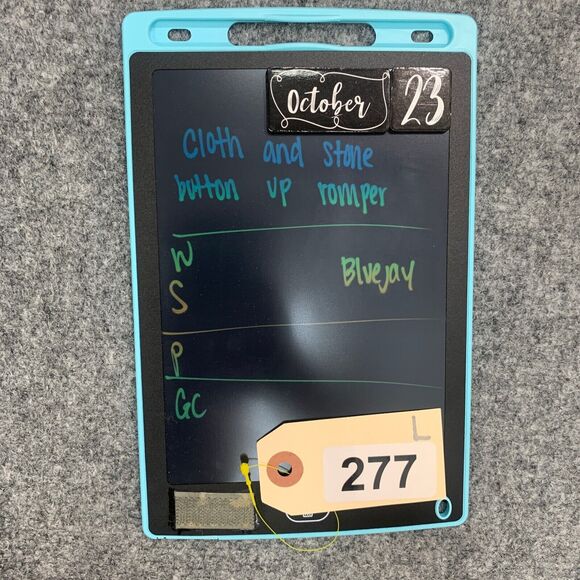 October 23
Cloth and stone
button up romper
W
Bluejay
S
P
GC
L
277